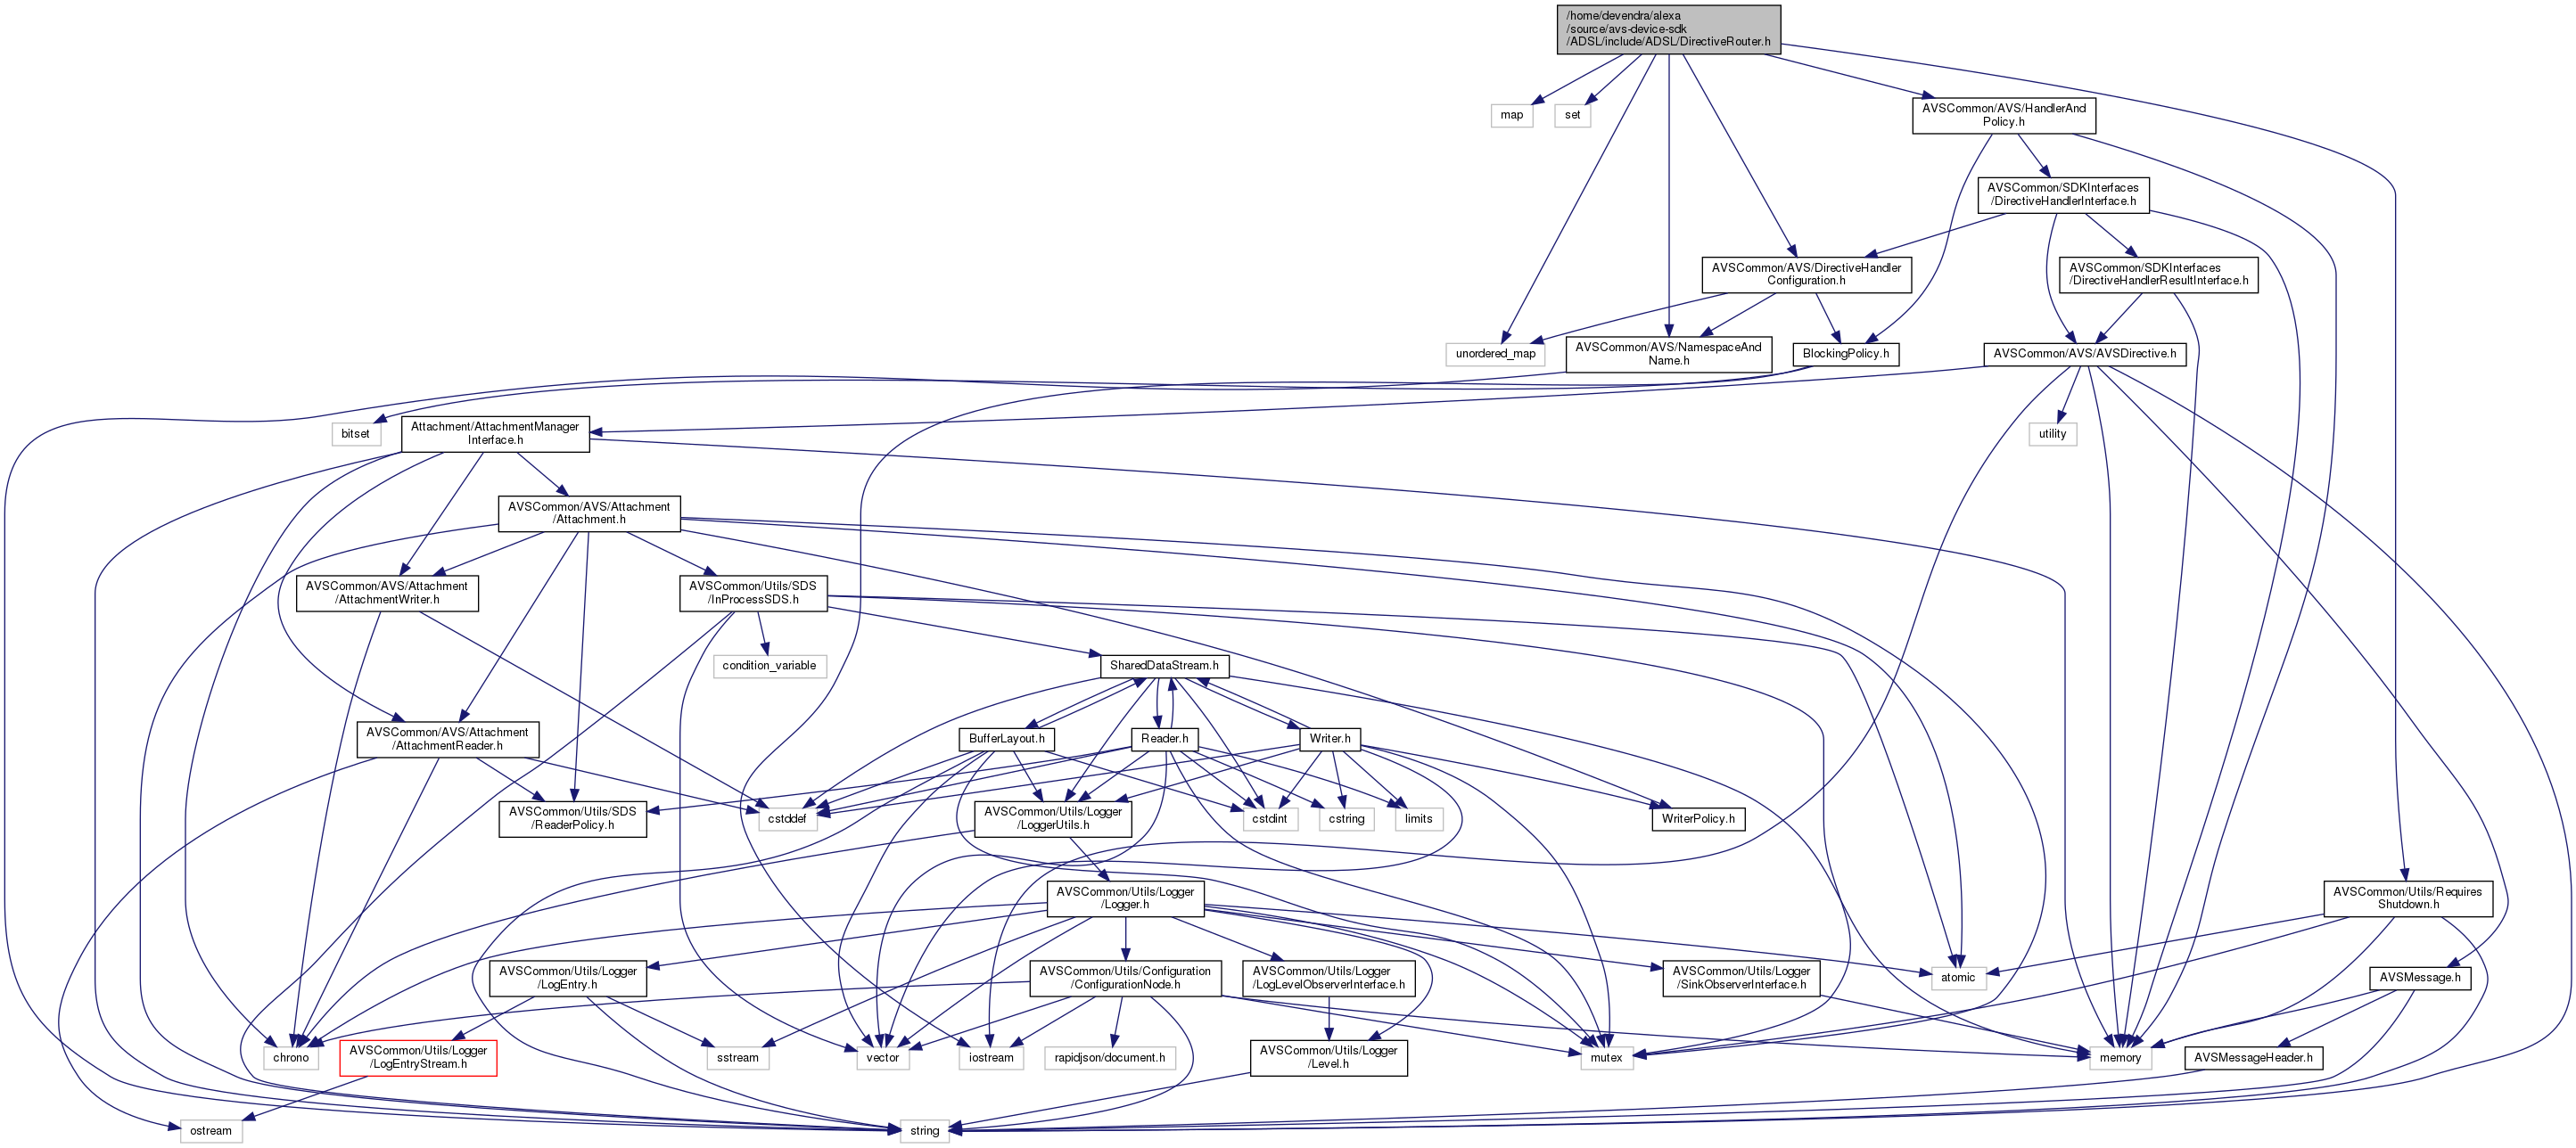 /home/devendra/alexa
/source/avs-device-sdk
/ADSL/include/ADSL/DirectiveRouter.h
map
set
AVSCommon/AVS/HandlerAnd
Policy.h
AVSCommon/SDKInterfaces
/DirectiveHandlerInterface.h
AVSCommon/AVS/DirectiveHandler
Configuration.h
AVSCommon/SDKInterfaces
/DirectiveHandlerResultInterface.h
unordered_map
AVSCommon/AVS/NamespaceAnd
Name.h
BlockingPolicy.h
AVSCommon/AVS/AVSDirective.h
bitset
Attachment/AttachmentManager
Interface.h
utility
AVSCommon/AVS/Attachment
/Attachment.h
AVSCommon/AVS/Attachment
/AttachmentWriter.h
AVSCommon/Utils/SDS
/InProcessSDS.h
condition_variable
SharedDataStream.h
AVSCommon/AVS/Attachment
/AttachmentReader.h
BufferLayout.h
Reader.h
Writer.h
AVSCommon/Utils/SDS
/ReaderPolicy.h
cstddef
AVSCommon/Utils/Logger
/LoggerUtils.h
cstdint
cstring
limits
WriterPolicy.h
AVSCommon/Utils/Logger
/Logger.h
AVSCommon/Utils/Requires
Shutdown.h
AVSCommon/Utils/Logger
/LogEntry.h
AVSCommon/Utils/Configuration
/ConfigurationNode.h
AVSCommon/Utils/Logger
/LogLevelObserverInterface.h
AVSCommon/Utils/Logger
/SinkObserverInterface.h
atomic
AVSMessage.h
chrono
AVSCommon/Utils/Logger
/LogEntryStream.h
sstream
vector
iostream
rapidjson/document.h
AVSCommon/Utils/Logger
/Level.h
mutex
memory
AVSMessageHeader.h
ostream
string